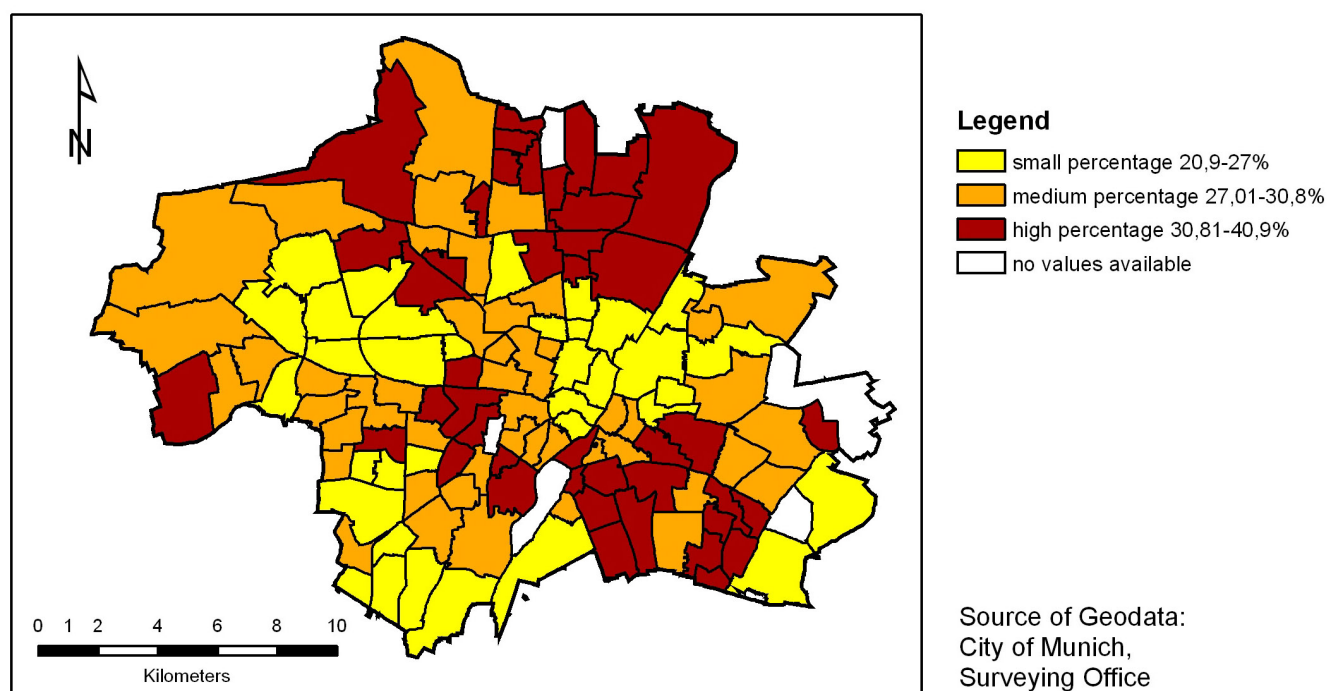 N
Legend
small percentage 20,9-27%
medium percentage 27,01-30,8%
high percentage 30,81-40,9%
no values available
0 1 2 4 6 8 10
Kilometers
Source of Geodata:
City of Munich,
Surveying Office